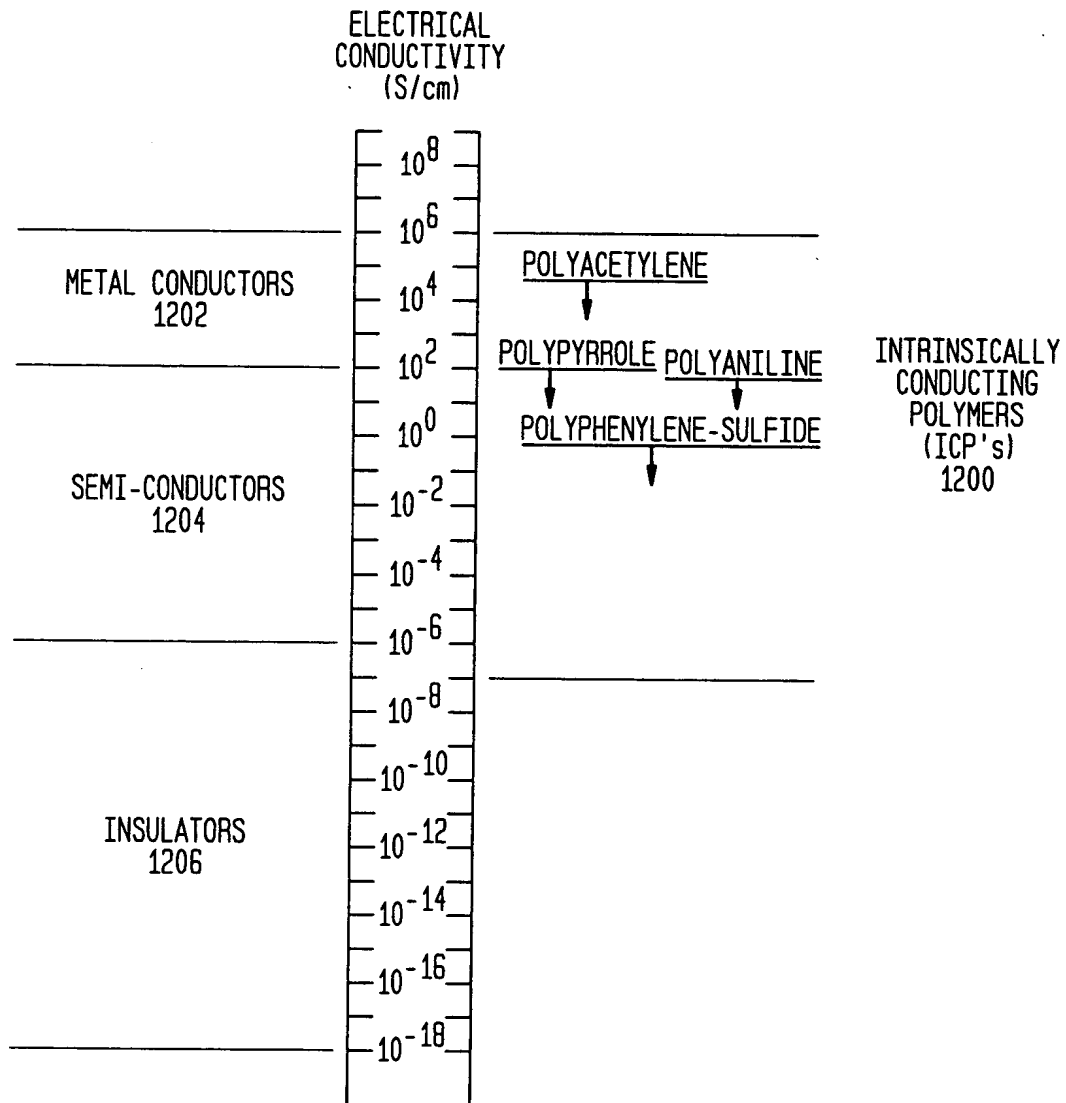 ELECTRICAL
CONDUCTIVITY
(S/cm)
10^8
10^6
METAL CONDUCTORS
1202
POLYACETYLENE
10^4
10^2
POLYPYRROLE
POLYANILINE
INTRINSICALLY
CONDUCTING
POLYMERS
(ICP's)
1200
10^0
POLYPHENYLENE-SULFIDE
SEMI-CONDUCTORS
1204
10^-2
10^-4
10^-6
10^-8
10^-10
INSULATORS
1206
10^-12
10^-14
10^-16
10^-18